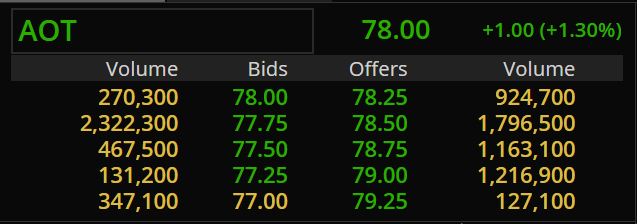 AOT 78.00 +1.00 (+1.30%)
Volume Bids Offers Volume
270,300 78.00 78.25 924,700
2,322,300 77.75 78.50 1,796,500
467,500 77.50 78.75 1,163,100
131,200 77.25 79.00 1,216,900
347,100 77.00 79.25 127,100